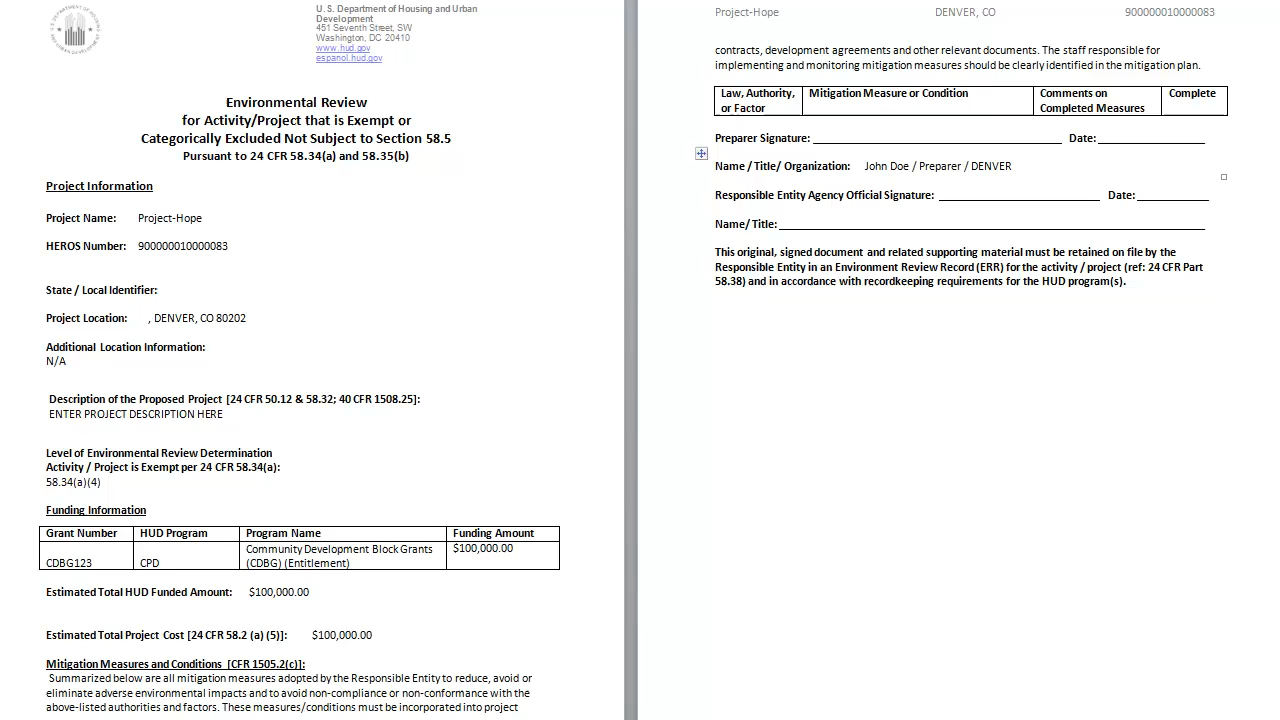 U.S. Department of Housing and Urban
Development
451 Seventh Street, SW
Washington, DC 20410
www.hud.gov
espanol.hud.gov
Environmental Review
for Activity/Project that is Exempt or
Categorically Excluded Not Subject to Section 58.5
Pursuant to 24 CFR 58.34(a) and 58.35(b)
Project Information
Project Name: Project-Hope
HEROS Number: 900000010000083
State / Local Identifier:
Project Location: , DENVER, CO 80202
Additional Location Information:
N/A
Description of the Proposed Project [24 CFR 50.12 & 58.32; 40 CFR 1508.25]:
ENTER PROJECT DESCRIPTION HERE
Level of Environmental Review Determination
Activity / Project is Exempt per 24 CFR 58.34(a):
58.34(a)(4)
Funding Information
Grant Number HUD Program Program Name Funding Amount
Community Development Block Grants $100,000.00
CDBG123 CPD (CDBG) (Entitlement)
Estimated Total HUD Funded Amount: $100,000.00
Estimated Total Project Cost [24 CFR 58.2 (a) (5)]: $100,000.00
Mitigation Measures and Conditions [CFR 1505.2(c)]:
Summarized below are all mitigation measures adopted by the Responsible Entity to reduce, avoid or
eliminate adverse environmental impacts and to avoid non-compliance or non-conformance with the
above-listed authorities and factors. These measures/conditions must be incorporated into project
Project-Hope DENVER, CO 900000010000083
contracts, development agreements and other relevant documents. The staff responsible for
implementing and monitoring mitigation measures should be clearly identified in the mitigation plan.
Law, Authority, Mitigation Measure or Condition Comments on Complete
or Factor Completed Measures
Preparer Signature: Date:
Name / Title/ Organization: John Doe / Preparer / DENVER
Responsible Entity Agency Official Signature: Date:
Name/ Title:
This original, signed document and related supporting material must be retained on file by the
Responsible Entity in an Environment Review Record (ERR) for the activity / project (ref: 24 CFR Part
58.38) and in accordance with recordkeeping requirements for the HUD program(s).